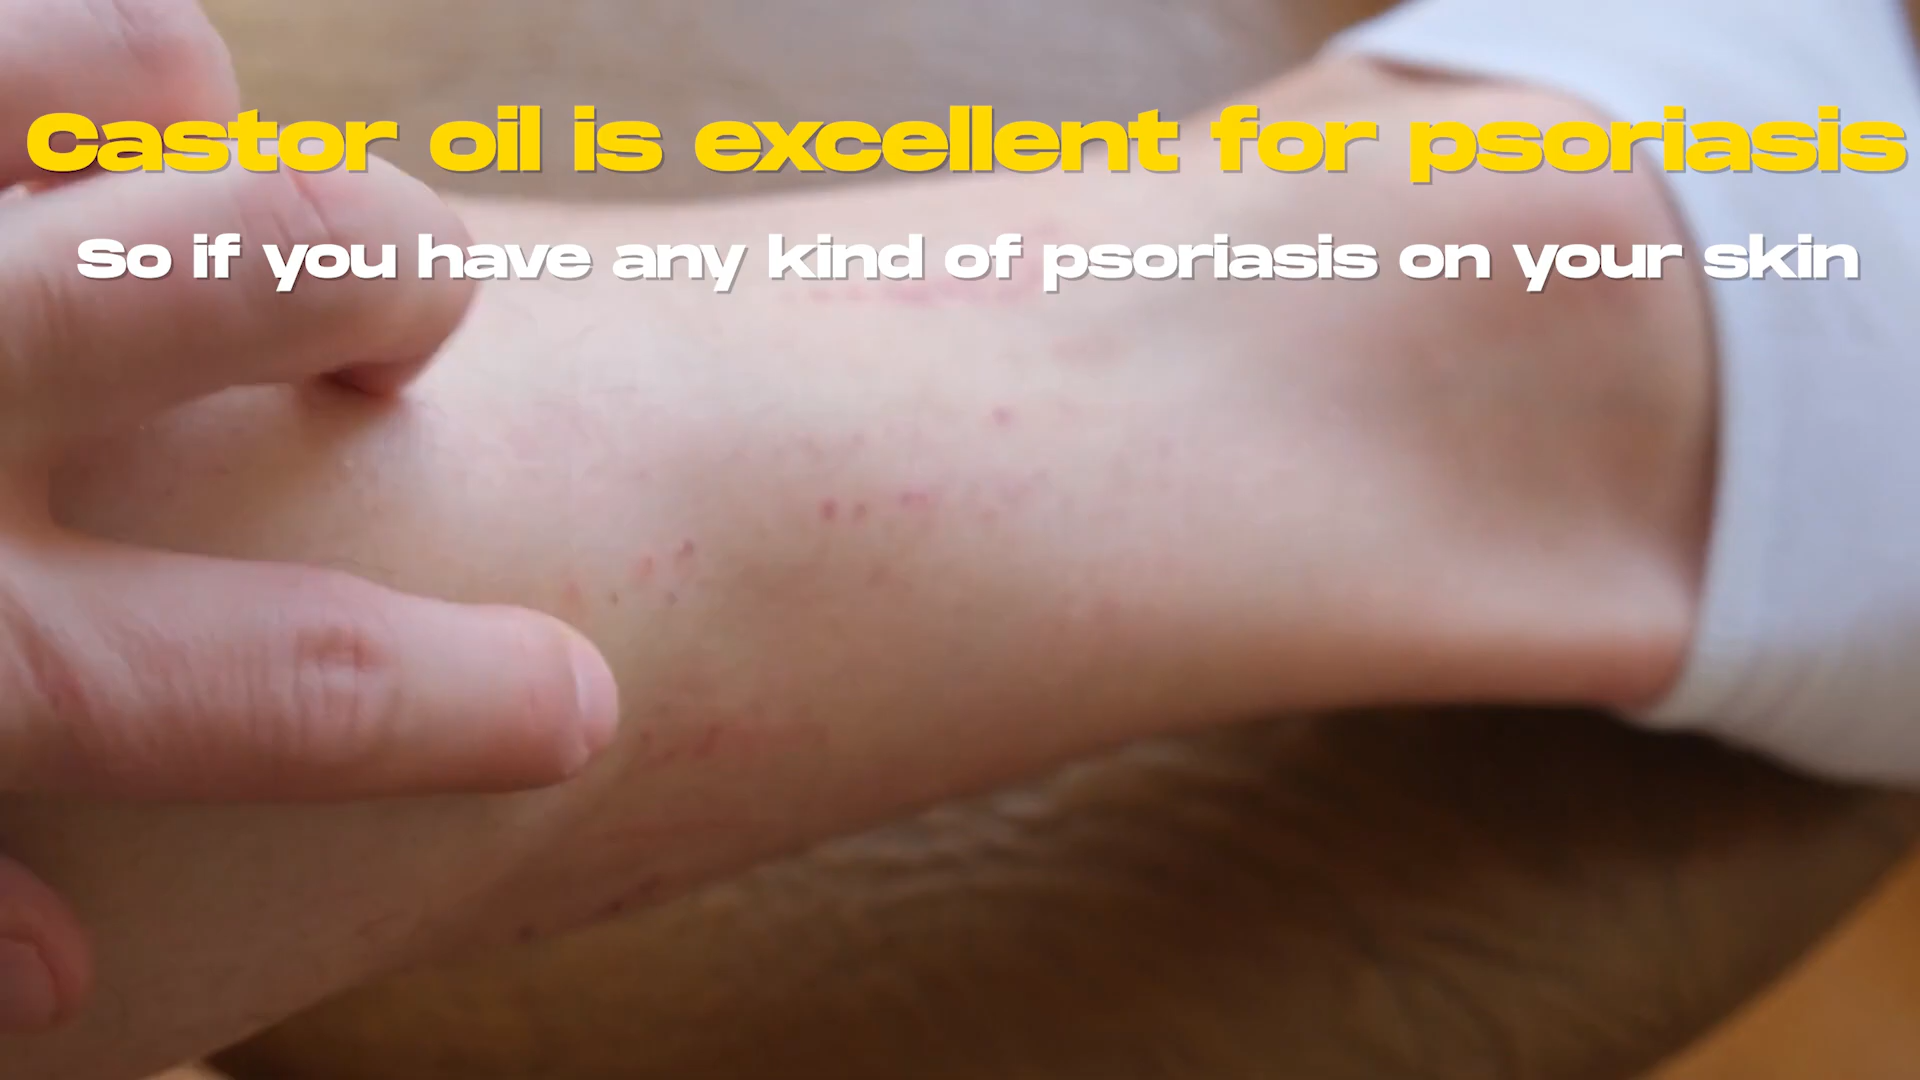 Castor oil is excellent for psoriasis
So if you have any kind of psoriasis on your skin